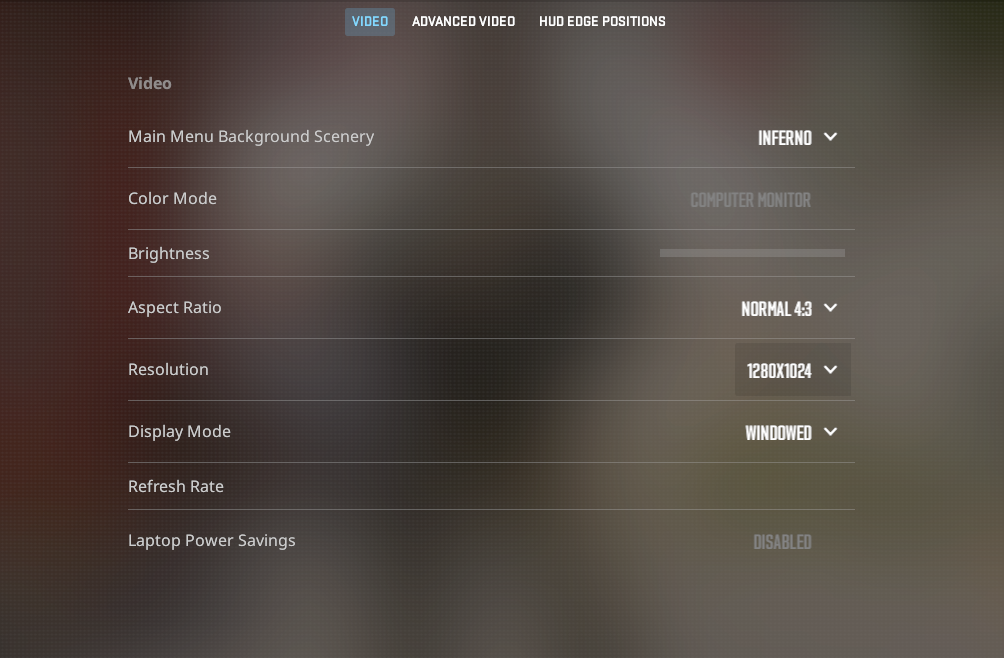 VIDEO ADVANCED VIDEO HUD EDGE POSITIONS
Video
Main Menu Background Scenery INFERNO
Color Mode COMPUTER MONITOR
Brightness
Aspect Ratio NORMAL 4:3
Resolution 1280X1024
Display Mode WINDOWED
Refresh Rate
Laptop Power Savings DISABLED